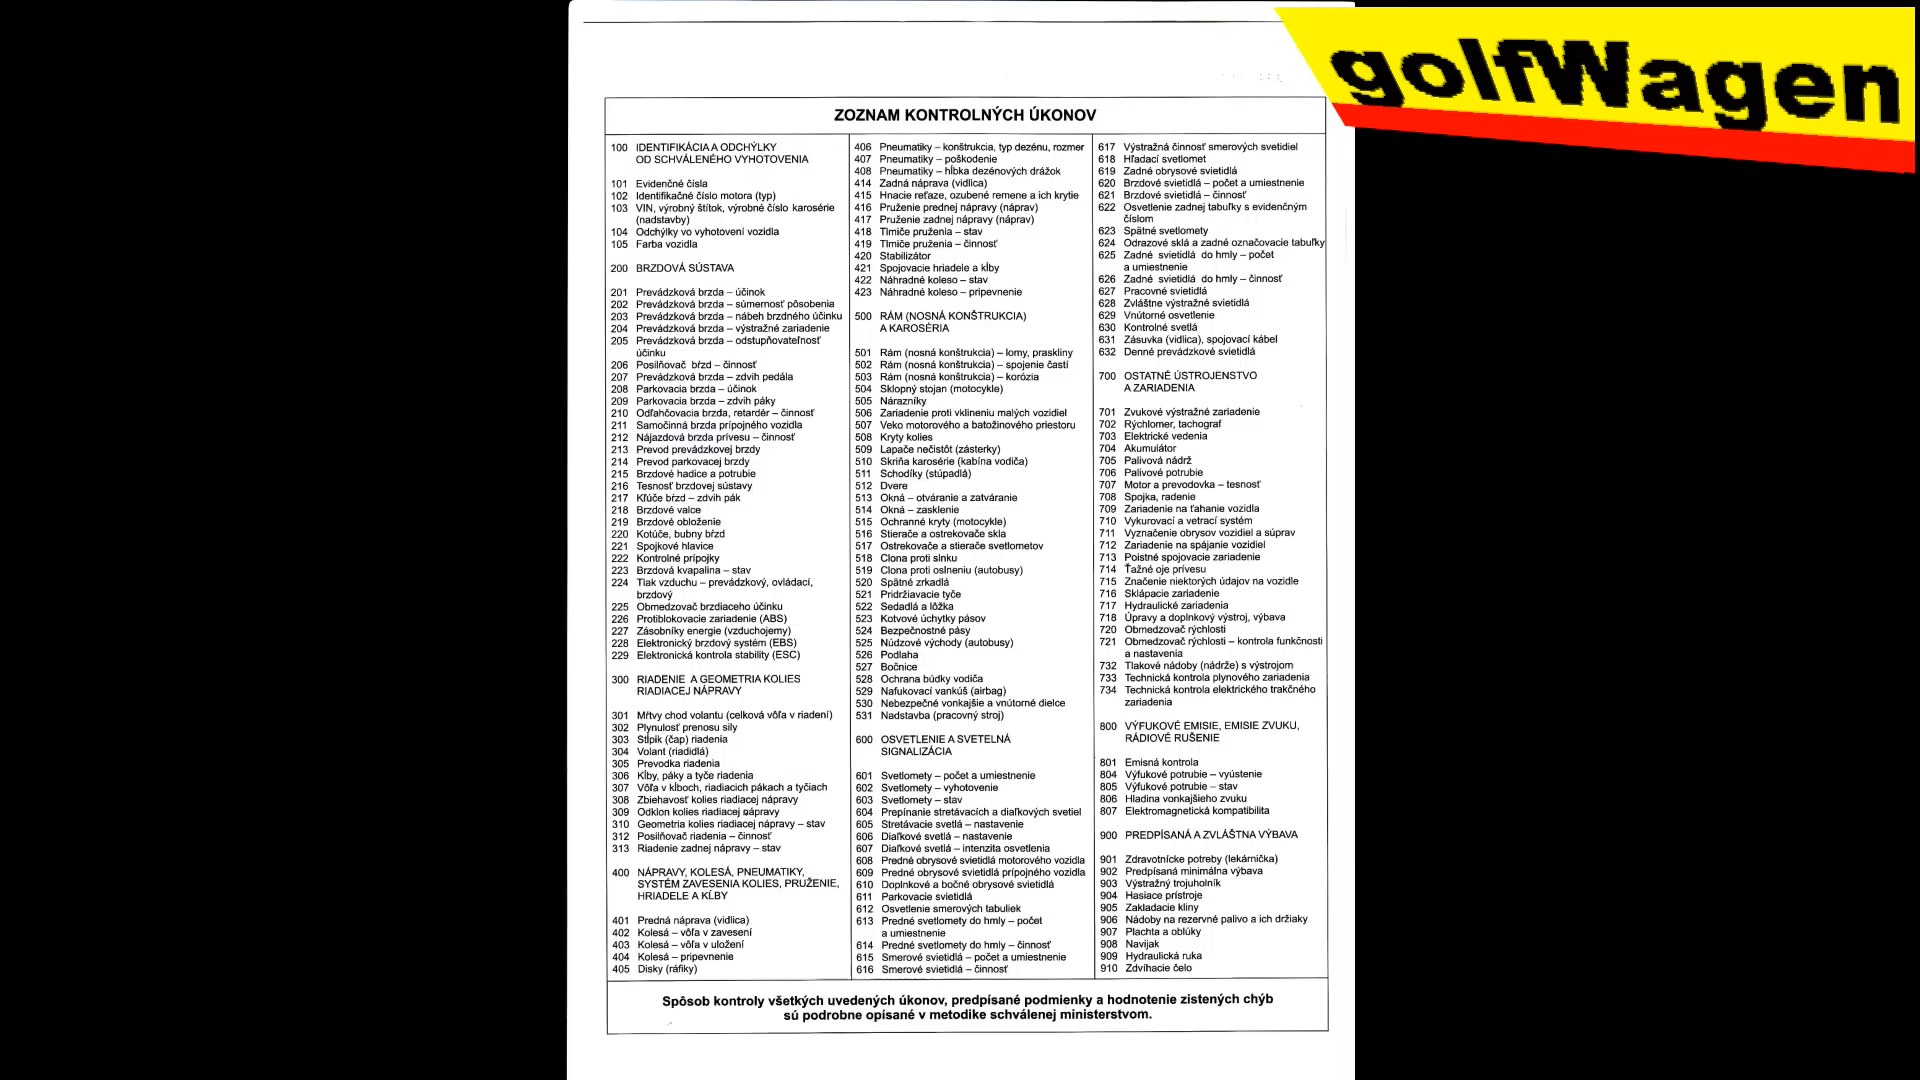 golfWagen
ZOZNAM KONTROLNÝCH ÚKONOV
100 IDENTIFIKÁCIA A ODCHÝLKY
OD SCHVÁLENÉHO VYHOTOVENIA
101 Evidenčné čísla
102 Identifikačné číslo motora (typ)
103 VIN, výrobný štítok, výrobné číslo karosérie
(nadstavby)
104 Odchýlky vo vyhotovení vozidla
105 Farba vozidla
200 BRZDOVÁ SÚSTAVA
201 Prevádzková brzda – účinok
202 Prevádzková brzda – súmernosť pôsobenia
203 Prevádzková brzda – nábeh brzdného účinku
204 Prevádzková brzda – výstražné zariadenie
205 Prevádzková brzda – odstupňovateľnosť
účinku
206 Posilňovač bŕzd – činnosť
207 Prevádzková brzda – zdvih pedála
208 Parkovacia brzda – účinok
209 Parkovacia brzda – zdvih páky
210 Odľahčovacia brzda, retardér – činnosť
211 Samočinná brzda prípojného vozidla
212 Nájazdová brzda prívesu – činnosť
213 Prevod prevádzkovej brzdy
214 Prevod parkovacej brzdy
215 Brzdové hadice a potrubie
216 Tesnosť brzdovej sústavy
217 Kľúče bŕzd – zdvih pák
218 Brzdové valce
219 Brzdové obloženie
220 Kotúče, bubny bŕzd
221 Spojkové hlavice
222 Kontrolné prípojky
223 Brzdová kvapalina – stav
224 Tlak vzduchu – prevádzkový, ovládací,
brzdový
225 Obmedzovač brzdiaceho účinku
226 Protiblokovacie zariadenie (ABS)
227 Zásobníky energie (vzduchojemy)
228 Elektronický brzdový systém (EBS)
229 Elektronická kontrola stability (ESC)
300 RIADENIE A GEOMETRIA KOLIES
RIADIACEJ NÁPRAVY
301 Mŕtvy chod volantu (celková vôľa v riadení)
302 Plynulosť prenosu sily
303 Stĺpik (čap) riadenia
304 Volant (riadidlá)
305 Prevodka riadenia
306 Kĺby, páky a tyče riadenia
307 Vôľa v kĺboch, riadiacich pákach a tyčiach
308 Zbiehavosť kolies riadiacej nápravy
309 Odklon kolies riadiacej nápravy
310 Geometria kolies riadiacej nápravy – stav
312 Posilňovač riadenia – činnosť
313 Riadenie zadnej nápravy – stav
400 NÁPRAVY, KOLESÁ, PNEUMATIKY,
SYSTÉM ZAVESENIA KOLIES, PRUŽENIE,
HRIADELE A KĹBY
401 Predná náprava (vidlica)
402 Kolesá – vôľa v zavesení
403 Kolesá – vôľa v uložení
404 Kolesá – pripevnenie
405 Disky (ráfiky)
406 Pneumatiky – konštrukcia, typ dezénu, rozmer
407 Pneumatiky – poškodenie
408 Pneumatiky – hĺbka dezénových drážok
414 Zadná náprava (vidlica)
415 Hnacie reťaze, ozubené remene a ich krytie
416 Pruženie prednej nápravy (náprav)
417 Pruženie zadnej nápravy (náprav)
418 Tlmiče pruženia – stav
419 Tlmiče pruženia – činnosť
420 Stabilizátor
421 Spojovacie hriadele a kĺby
422 Náhradné koleso – stav
423 Náhradné koleso – pripevnenie
500 RÁM (NOSNÁ KONŠTRUKCIA)
A KAROSÉRIA
501 Rám (nosná konštrukcia) – lomy, praskliny
502 Rám (nosná konštrukcia) – spojenie častí
503 Rám (nosná konštrukcia) – korózia
504 Sklopný stojan (motocykle)
505 Nárazníky
506 Zariadenie proti vklineniu malých vozidiel
507 Veko motorového a batožinového priestoru
508 Kryty kolies
509 Lapače nečistôt (zásterky)
510 Skriňa karosérie (kabína vodiča)
511 Schodíky (stúpadlá)
512 Dvere
513 Okná – otváranie a zatváranie
514 Okná – zasklenie
515 Ochranné kryty (motocykle)
516 Stierače a ostrekovače skla
517 Ostrekovače a stierače svetlometov
518 Clona proti slnku
519 Clona proti oslneniu (autobusy)
520 Spätné zrkadlá
521 Pridržiavacie tyče
522 Sedadlá a lôžka
523 Kotvové úchytky pásov
524 Bezpečnostné pásy
525 Núdzové východy (autobusy)
526 Podlaha
527 Bočnice
528 Ochrana búdky vodiča
529 Nafukovací vankúš (airbag)
530 Nebezpečné vonkajšie a vnútorné dielce
531 Nadstavba (pracovný stroj)
600 OSVETLENIE A SVETELNÁ
SIGNALIZÁCIA
601 Svetlomety – počet a umiestnenie
602 Svetlomety – vyhotovenie
603 Svetlomety – stav
604 Prepínanie stretávacích a diaľkových svetiel
605 Stretávacie svetlá – nastavenie
606 Diaľkové svetlá – nastavenie
607 Diaľkové svetlá – intenzita osvetlenia
608 Predné obrysové svietidlá motorového vozidla
609 Predné obrysové svietidlá prípojného vozidla
610 Doplnkové a bočné obrysové svietidlá
611 Parkovacie svietidlá
612 Osvetlenie smerových tabuliek
613 Predné svetlomety do hmly – počet
a umiestnenie
614 Predné svetlomety do hmly – činnosť
615 Smerové svietidlá – počet a umiestnenie
616 Smerové svietidlá – činnosť
617 Výstražná činnosť smerových svetidiel
618 Hľadací svetlomet
619 Zadné obrysové svietidlá
620 Brzdové svietidlá – počet a umiestnenie
621 Brzdové svietidlá – činnosť
622 Osvetlenie zadnej tabuľky s evidenčným
číslom
623 Spätné svetlomety
624 Odrazové sklá a zadné označovacie tabuľky
625 Zadné svietidlá do hmly – počet
a umiestnenie
626 Zadné svietidlá do hmly – činnosť
627 Pracovné svietidlá
628 Zvláštne výstražné svietidlá
629 Vnútorné osvetlenie
630 Kontrolné svetlá
631 Zásuvka (vidlica), spojovací kábel
632 Denné prevádzkové svietidlá
700 OSTATNÉ ÚSTROJENSTVO
A ZARIADENIA
701 Zvukové výstražné zariadenie
702 Rýchlomer, tachograf
703 Elektrické vedenia
704 Akumulátor
705 Palivová nádrž
706 Palivové potrubie
707 Motor a prevodovka – tesnosť
708 Spojka, radenie
709 Zariadenie na ťahanie vozidla
710 Vykurovací a vetrací systém
711 Vyznačenie obrysov vozidiel a súprav
712 Zariadenie na spájanie vozidiel
713 Poistné spojovacie zariadenie
714 Ťažné oje prívesu
715 Značenie niektorých údajov na vozidle
716 Sklápacie zariadenie
717 Hydraulické zariadenia
718 Úpravy a doplnkový výstroj, výbava
720 Obmedzovač rýchlosti
721 Obmedzovač rýchlosti – kontrola funkčnosti
a nastavenia
732 Tlakové nádoby (nádrže) s výstrojom
733 Technická kontrola plynového zariadenia
734 Technická kontrola elektrického trakčného
zariadenia
800 VÝFUKOVÉ EMISIE, EMISIE ZVUKU,
RÁDIOVÉ RUŠENIE
801 Emisná kontrola
804 Výfukové potrubie – vyústenie
805 Výfukové potrubie – stav
806 Hladina vonkajšieho zvuku
807 Elektromagnetická kompatibilita
900 PREDPÍSANÁ A ZVLÁŠTNA VÝBAVA
901 Zdravotnícke potreby (lekárnička)
902 Predpísaná minimálna výbava
903 Výstražný trojuholník
904 Hasiace prístroje
905 Zakladacie kliny
906 Nádoby na rezervné palivo a ich držiaky
907 Plachta a oblúky
908 Navijak
909 Hydraulická ruka
910 Zdvíhacie čelo
Spôsob kontroly všetkých uvedených úkonov, predpísané podmienky a hodnotenie zistených chýb
sú podrobne opísané v metodike schválenej ministerstvom.